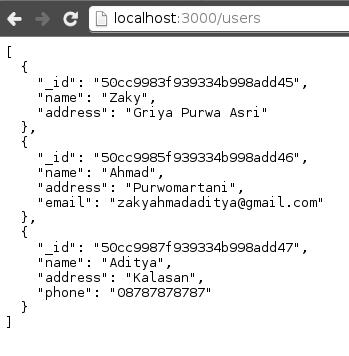 localhost:3000/users
[
  {
    "_id": "50cc9983f939334b998add45",
    "name": "Zaky",
    "address": "Griya Purwa Asri"
  },
  {
    "_id": "50cc9985f939334b998add46",
    "name": "Ahmad",
    "address": "Purwomartani",
    "email": "zakyahmadaditya@gmail.com"
  },
  {
    "_id": "50cc9987f939334b998add47",
    "name": "Aditya",
    "address": "Kalasan",
    "phone": "08787878787"
  }
]